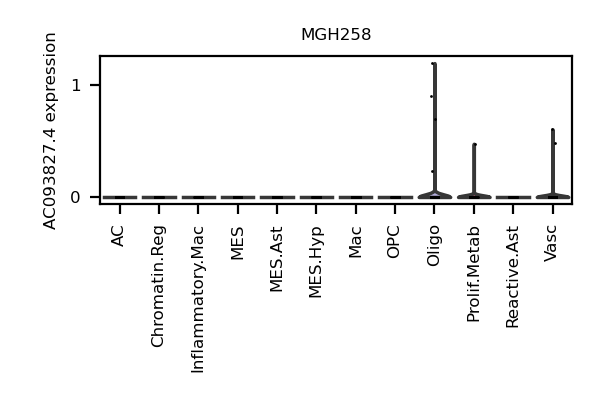 MGH258
AC093827.4 expression
1
0
AC
Chromatin.Reg
Inflammatory.Mac
MES
MES.Ast
MES.Hyp
Mac
OPC
Oligo
Prolif.Metab
Reactive.Ast
Vasc